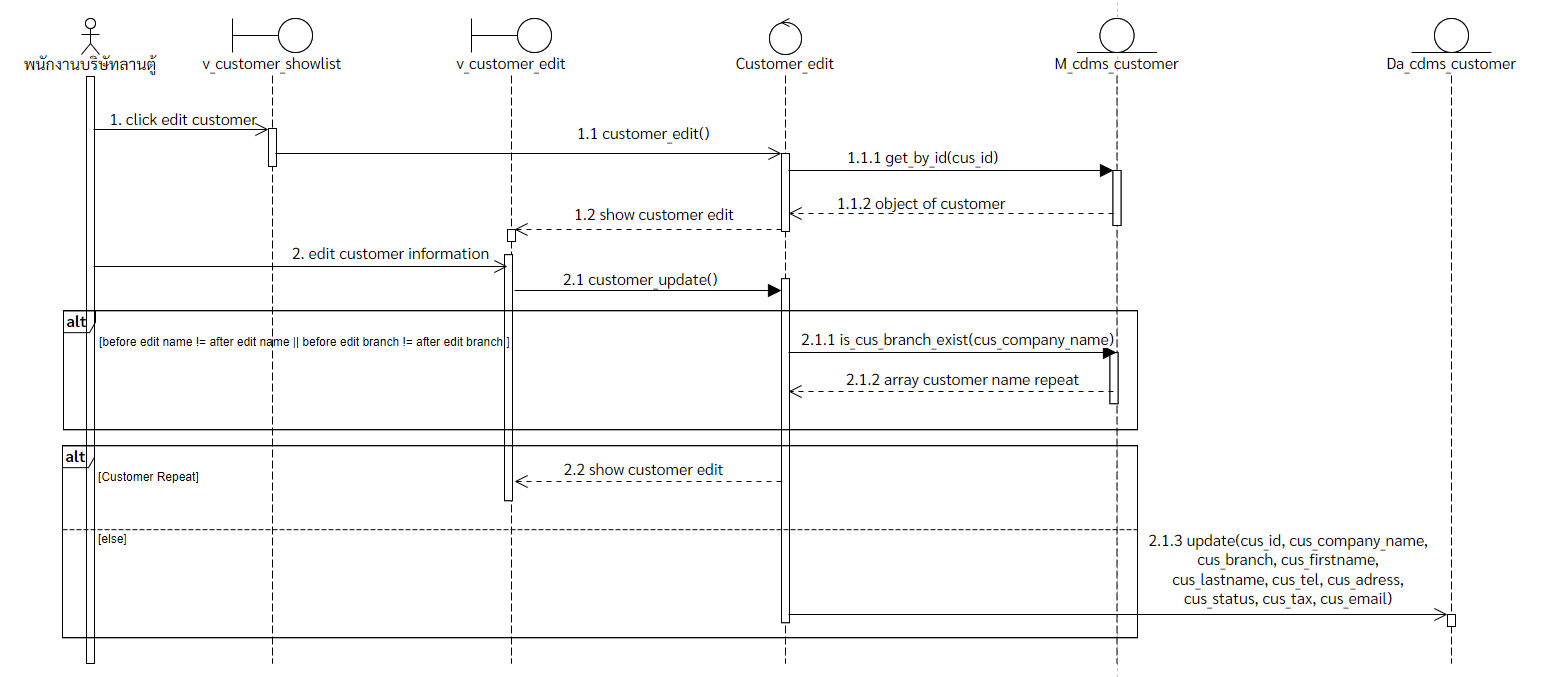 พนักงานบริษัทลานตู้
v_customer_showlist
v_customer_edit
Customer_edit
M_cdms_customer
Da_cdms_customer
1. click edit customer
1.1 customer_edit()
1.1.1 get_by_id(cus_id)
1.1.2 object of customer
1.2 show customer edit
2. edit customer information
2.1 customer_update()
alt
[before edit name != after edit name || before edit branch != after edit branch ]
2.1.1 is_cus_branch_exist(cus_company_name)
2.1.2 array customer name repeat
alt
[Customer Repeat]
2.2 show customer edit
[else]
2.1.3 update(cus_id, cus_company_name,
cus_branch, cus_firstname,
cus_lastname, cus_tel, cus_adress,
cus_status, cus_tax, cus_email)